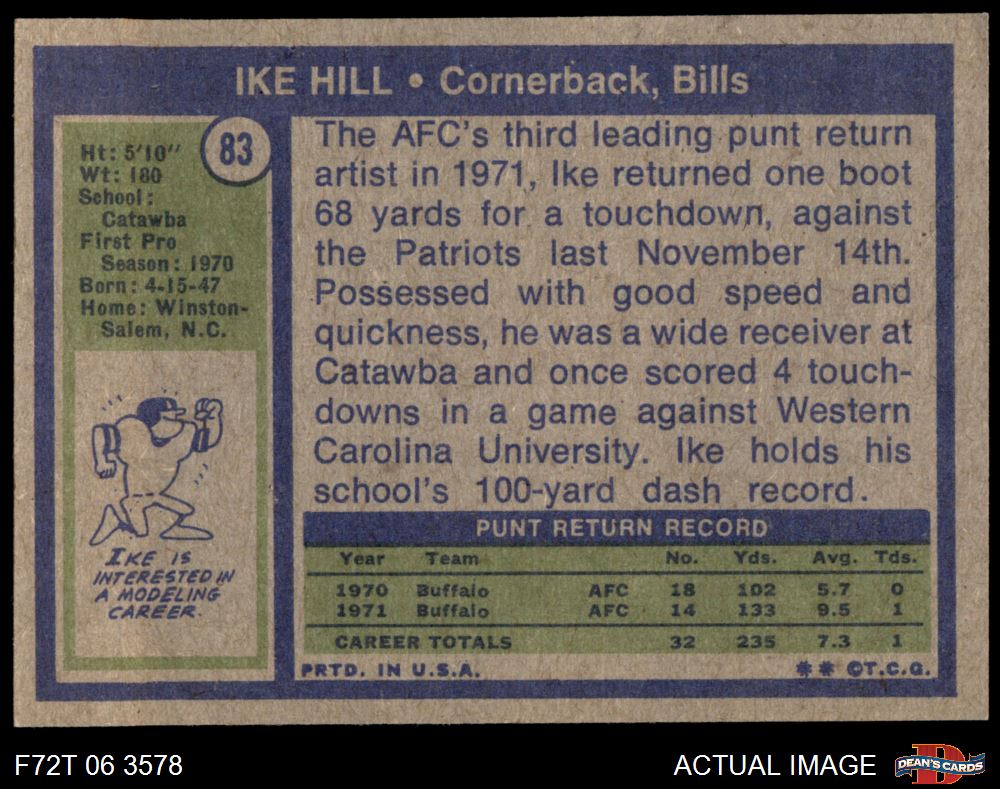 IKE HILL • Cornerback, Bills
83
Ht: 5'10"
Wt: 180
School:
Catawba
First Pro
Season: 1970
Born: 4-15-47
Home: Winston-
Salem, N.C.
IKE IS
INTERESTED IN
A MODELING
CAREER.
The AFC's third leading punt return
artist in 1971, Ike returned one boot
68 yards for a touchdown, against
the Patriots last November 14th.
Possessed with good speed and
quickness, he was a wide receiver at
Catawba and once scored 4 touch-
downs in a game against Western
Carolina University. Ike holds his
school's 100-yard dash record.
PUNT RETURN RECORD
Year Team No. Yds. Avg. Tds.
1970 Buffalo AFC 18 102 5.7 0
1971 Buffalo AFC 14 133 9.5 1
CAREER TOTALS 32 235 7.3 1
PRTD. IN U.S.A. ** ©T.C.G.
F72T 06 3578 ACTUAL IMAGE DEAN'S CARDS